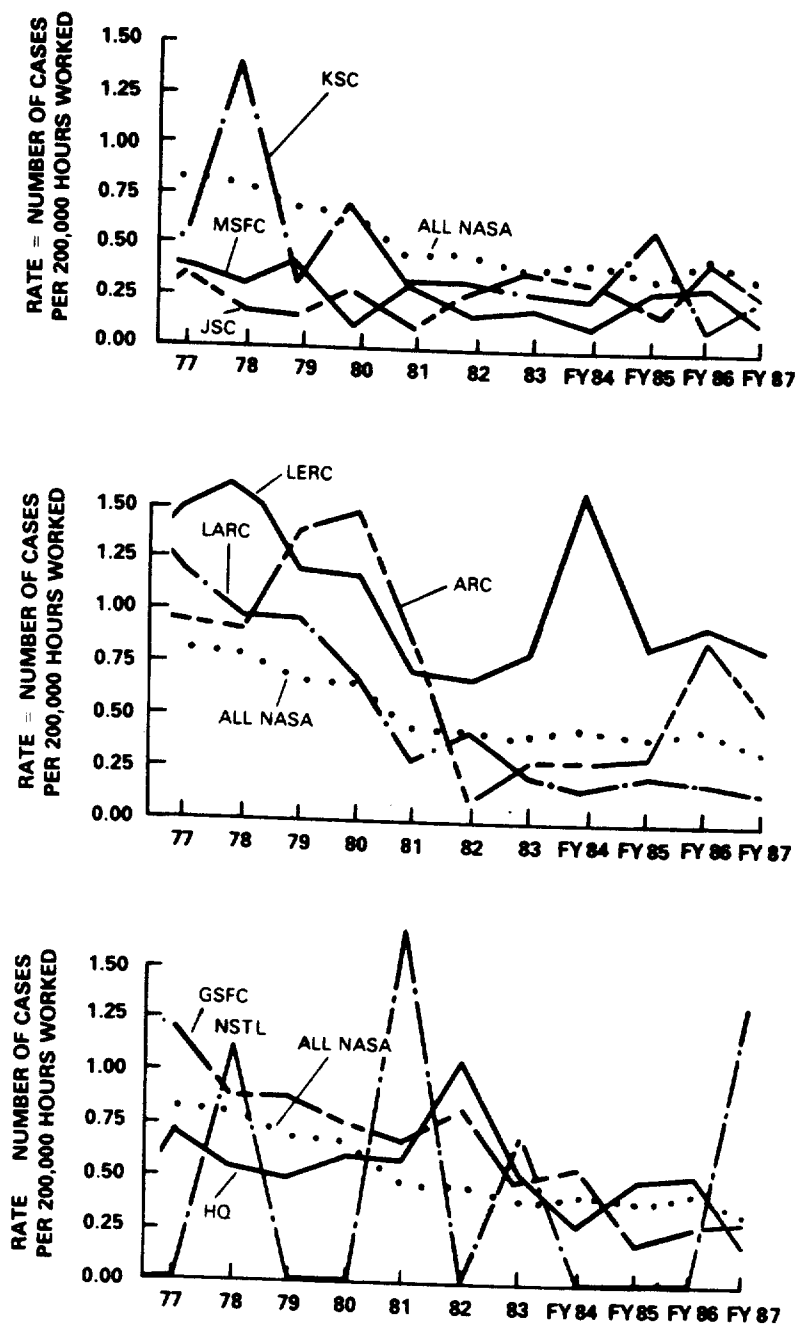 RATE = NUMBER OF CASES
PER 200,000 HOURS WORKED
1.50
1.25
1.00
0.75
0.50
0.25
0.00
KSC
MSFC
ALL NASA
JSC
77 78 79 80 81 82 83 FY 84 FY 85 FY 86 FY 87
RATE = NUMBER OF CASES
PER 200,000 HOURS WORKED
1.50
1.25
1.00
0.75
0.50
0.25
0.00
LERC
LARC
ARC
ALL NASA
77 78 79 80 81 82 83 FY 84 FY 85 FY 86 FY 87
RATE NUMBER OF CASES
PER 200,000 HOURS WORKED
1.50
1.25
1.00
0.75
0.50
0.25
0.00
GSFC
NSTL
ALL NASA
HQ
77 78 79 80 81 82 83 FY 84 FY 85 FY 86 FY 87